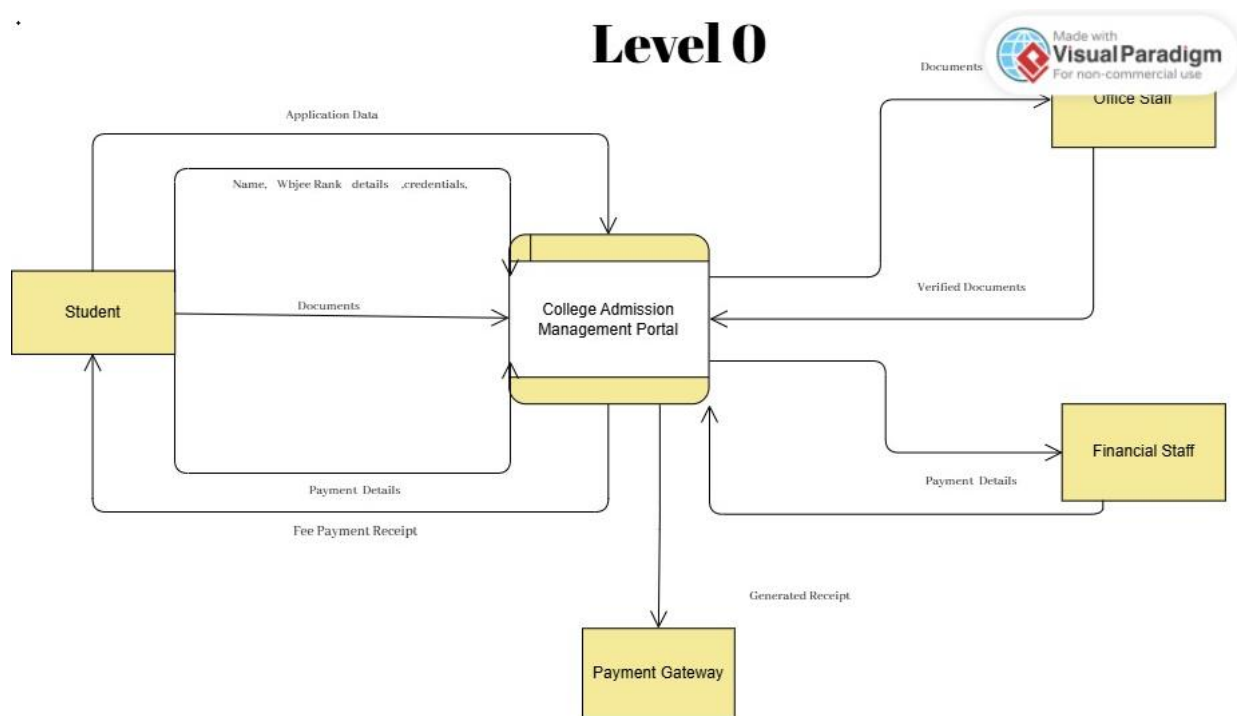 Level 0
Made with
Visual Paradigm
For non-commercial use
Documents
Office Staff
Application Data
Name, Wbjee Rank details ,credentials,
Student
Documents
College Admission
Management Portal
Verified Documents
Financial Staff
Payment Details
Payment Details
Fee Payment Receipt
Generated Receipt
Payment Gateway